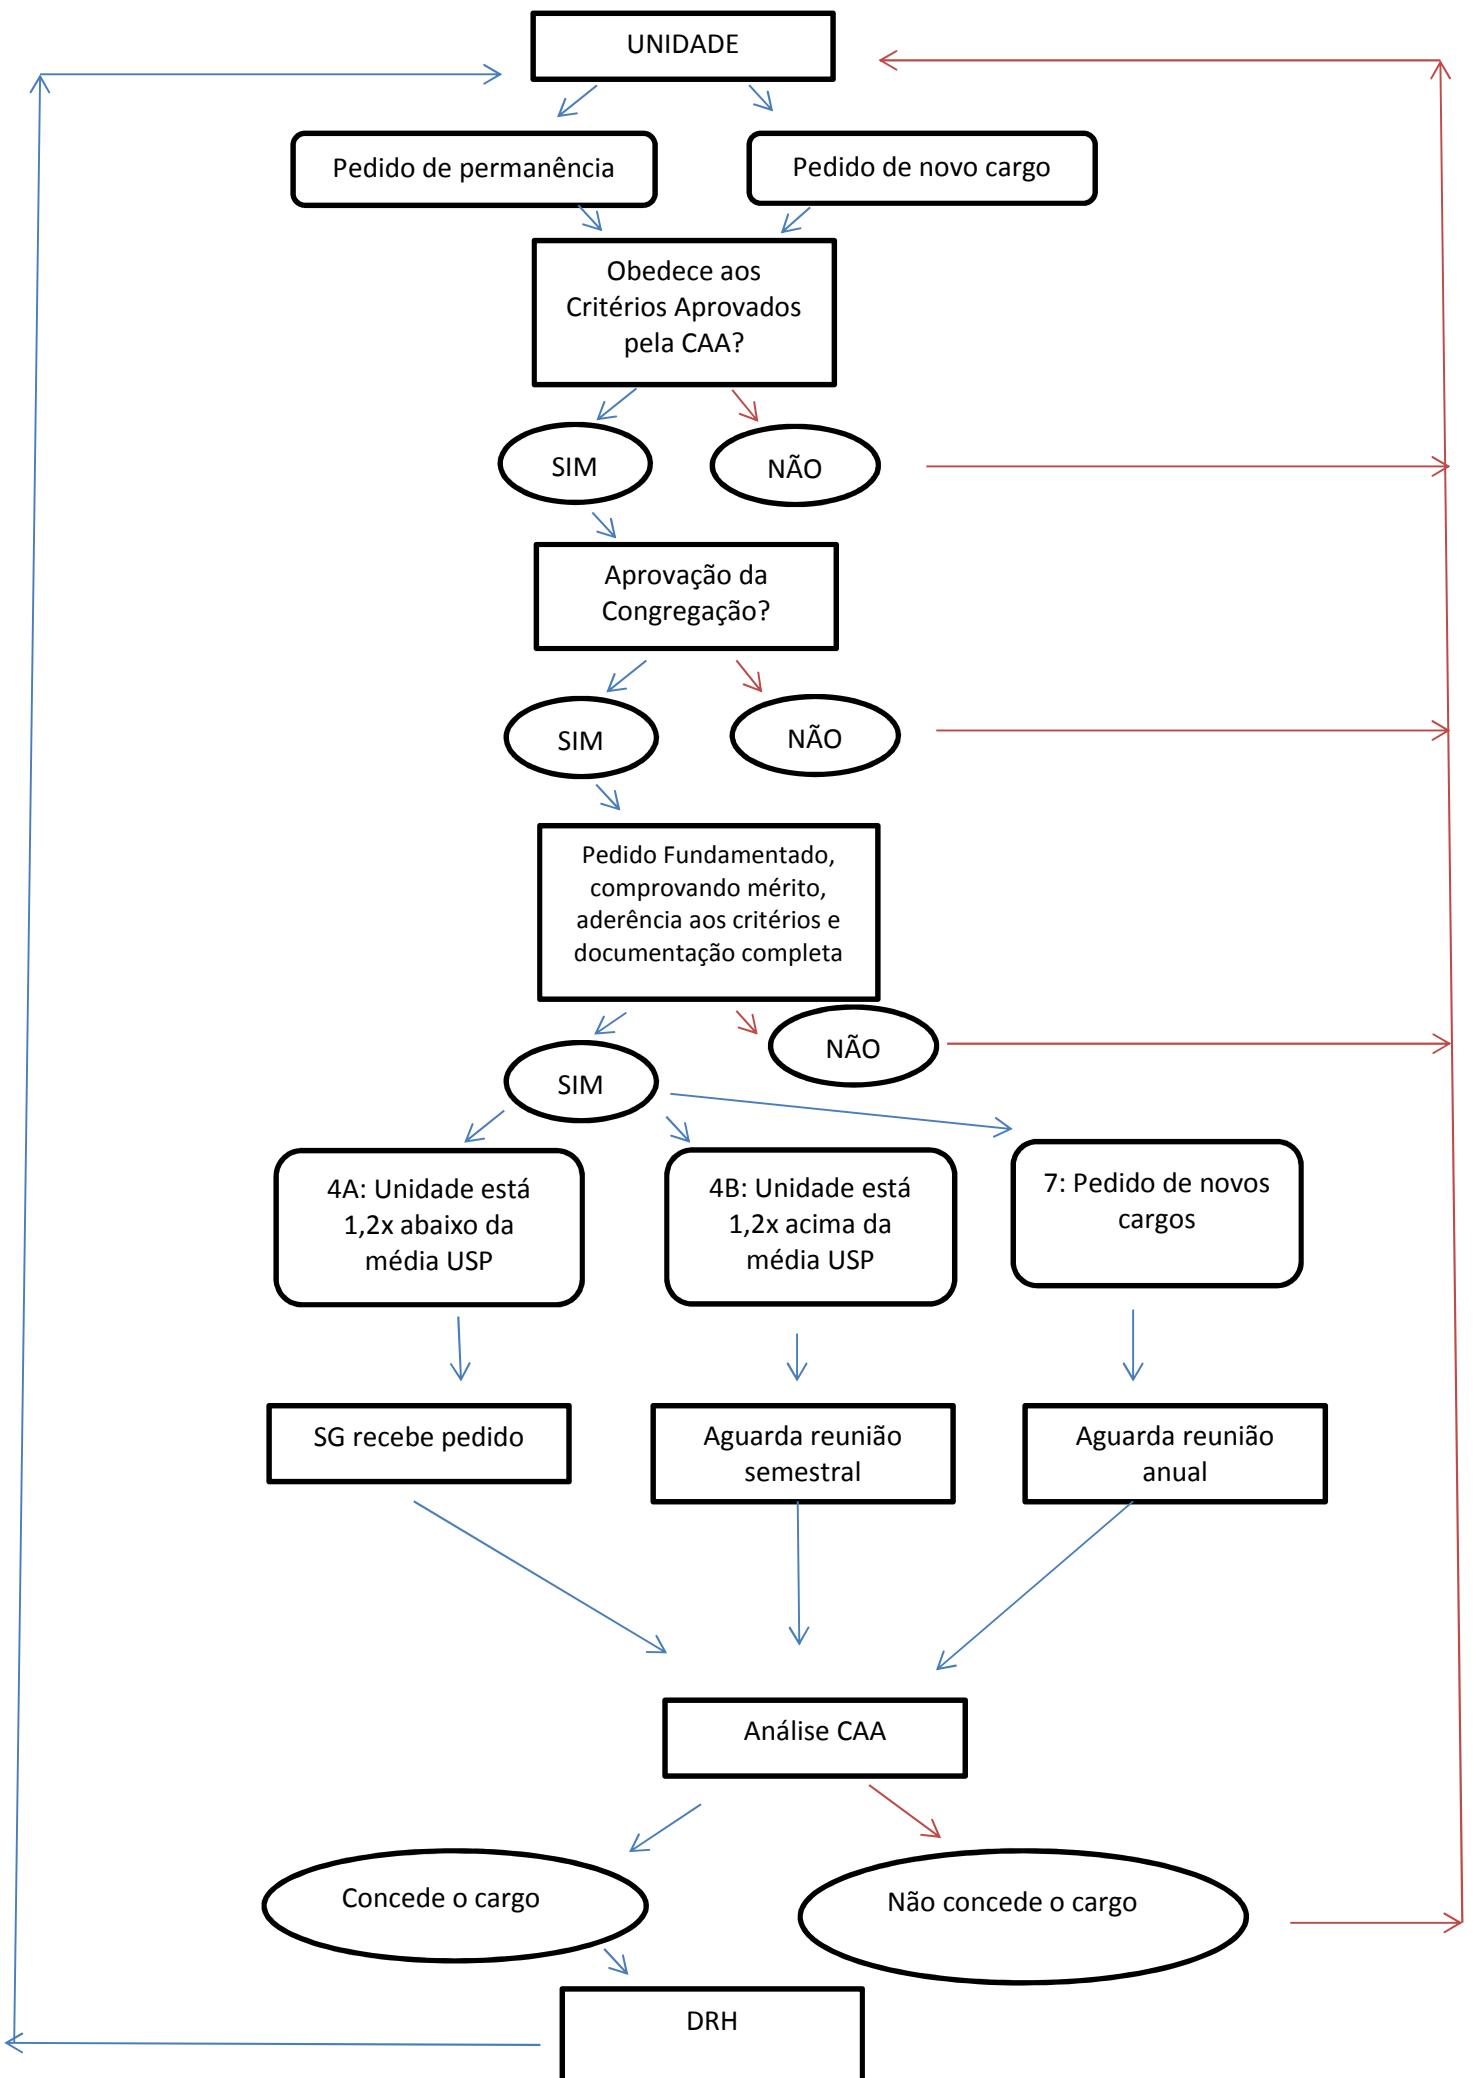 UNIDADE
Pedido de permanência
Pedido de novo cargo
Obedece aos
Critérios Aprovados
pela CAA?
SIM
NÃO
Aprovação da
Congregação?
SIM
NÃO
Pedido Fundamentado,
comprovando mérito,
aderência aos critérios e
documentação completa
NÃO
SIM
4A: Unidade está
1,2x abaixo da
média USP
4B: Unidade está
1,2x acima da
média USP
7: Pedido de novos
cargos
SG recebe pedido
Aguarda reunião
semestral
Aguarda reunião
anual
Análise CAA
Concede o cargo
Não concede o cargo
DRH